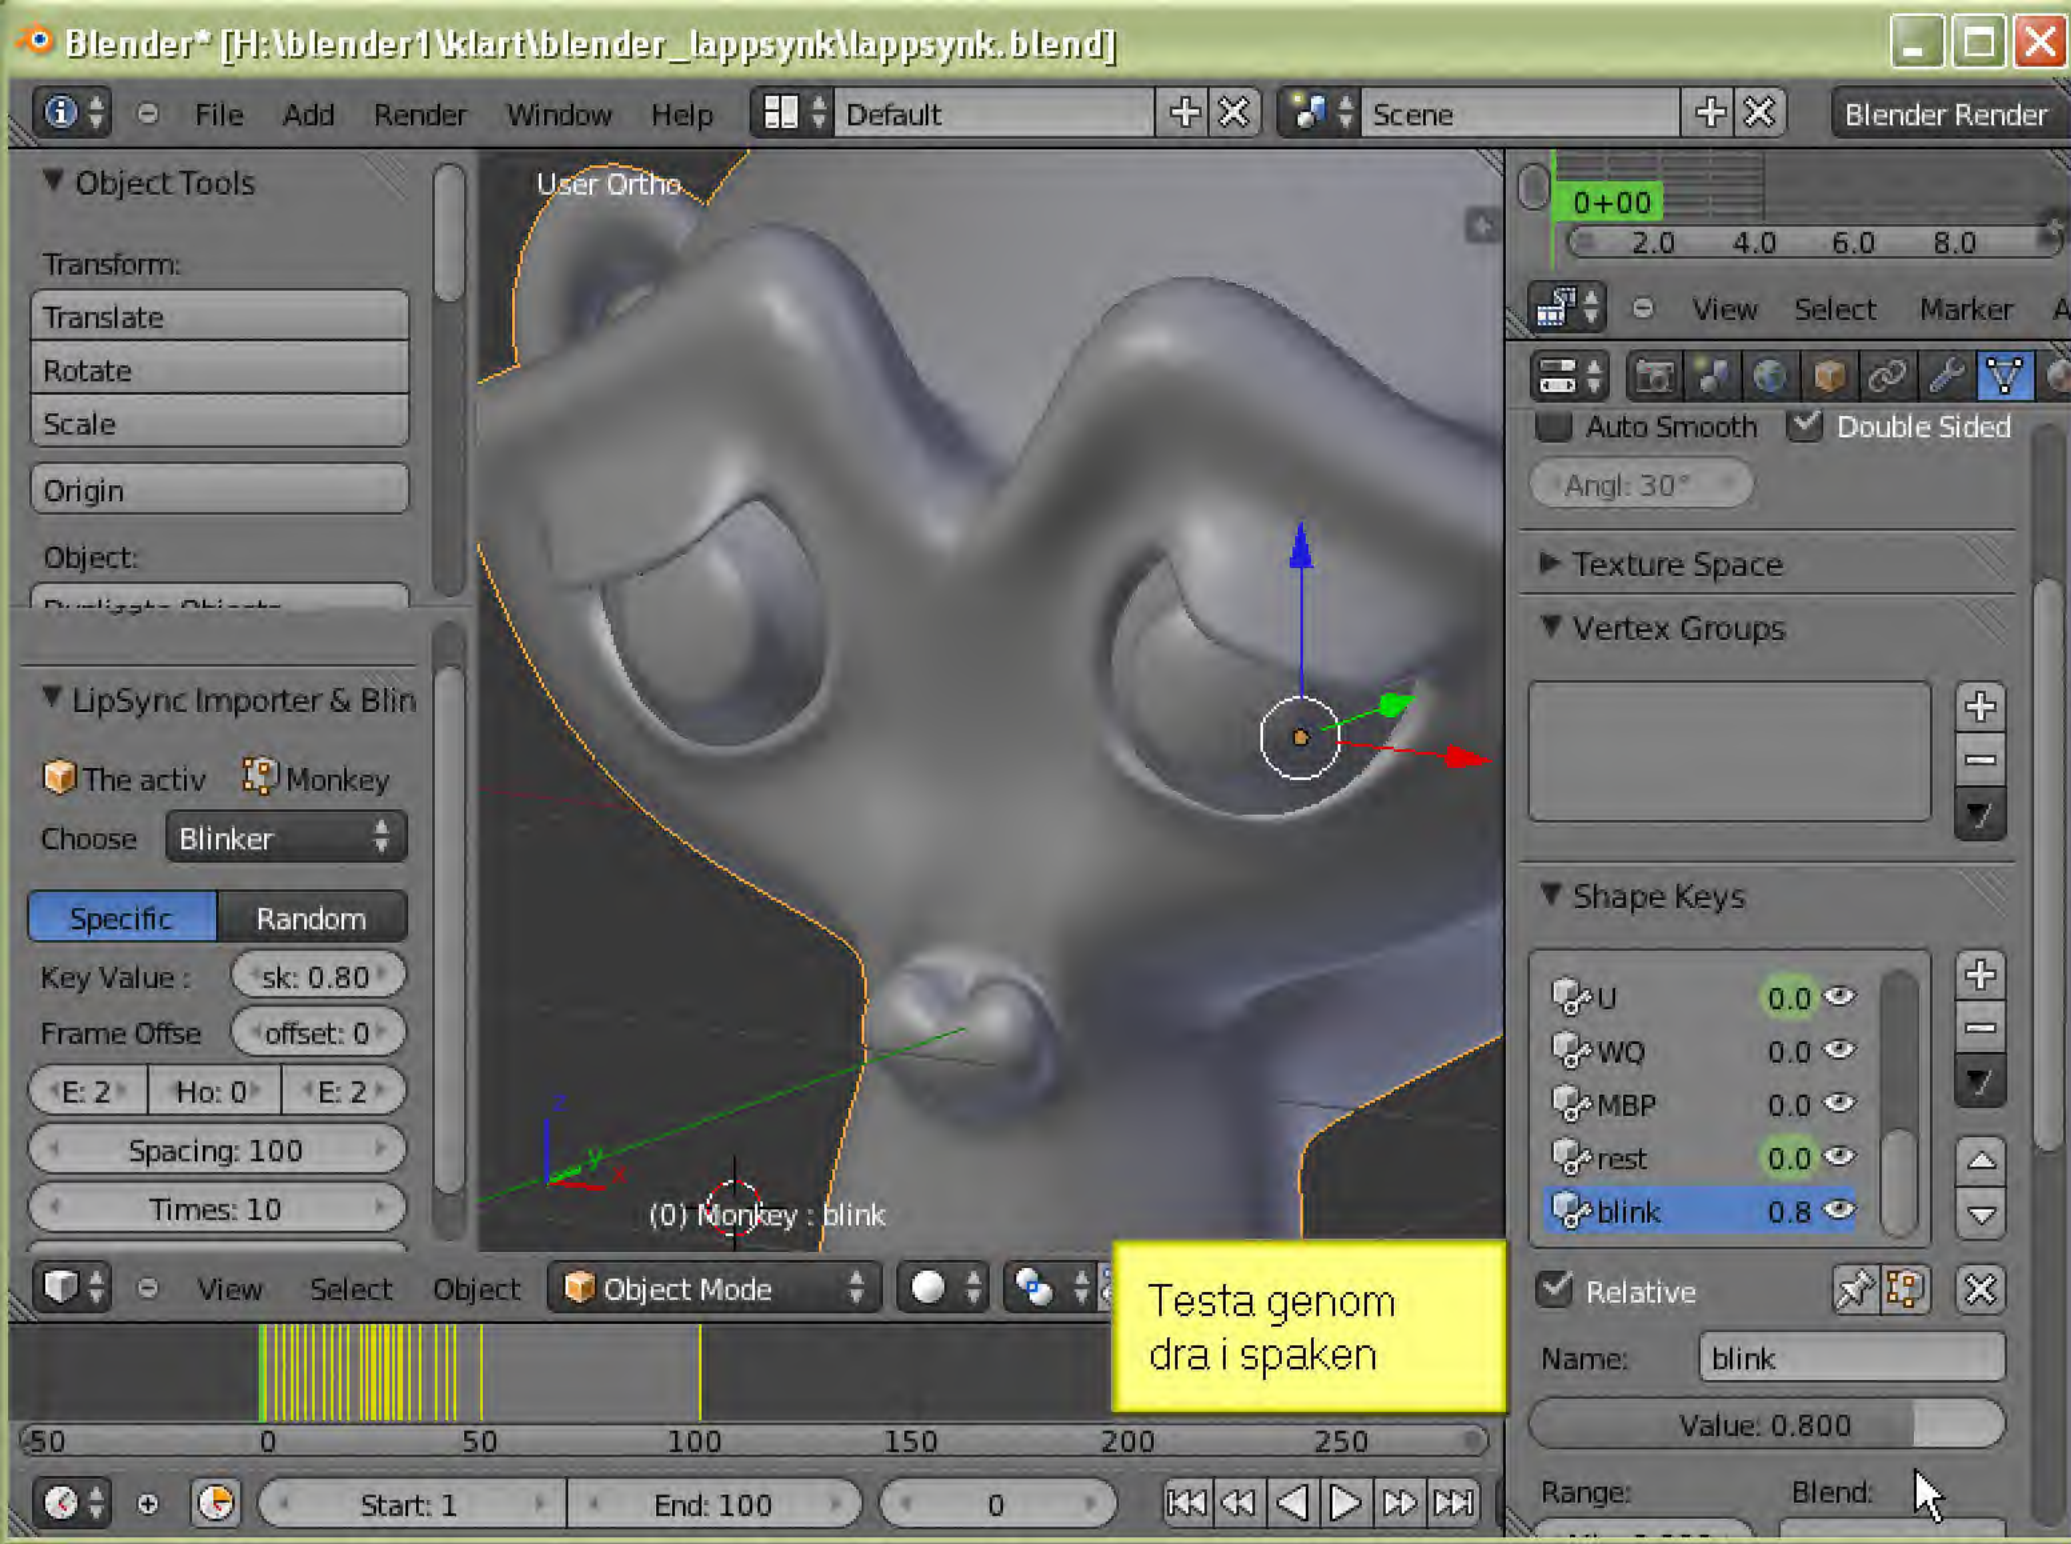 Blender* [H:\blender1\klart\blender_lappsynk\lappsynk.blend]
File Add Render Window Help Default Scene Blender Render
Object Tools
Transform:
Translate
Rotate
Scale
Origin
Object:
Duplicate Objects
LipSync Importer & Blin
The activ Monkey
Choose Blinker
Specific Random
Key Value : sk: 0.80
Frame Offse offset: 0
E: 2 Ho: 0 E: 2
Spacing: 100
Times: 10
User Ortho
z
y
x
(0) Monkey : blink
View Select Object Object Mode
Testa genom
dra i spaken
-50 0 50 100 150 200 250
Start: 1 End: 100 0
0+00
2.0 4.0 6.0 8.0
View Select Marker A
Auto Smooth Double Sided
Angl: 30°
Texture Space
Vertex Groups
Shape Keys
U 0.0
WQ 0.0
MBP 0.0
rest 0.0
blink 0.8
Relative
Name: blink
Value: 0.800
Range: Blend: